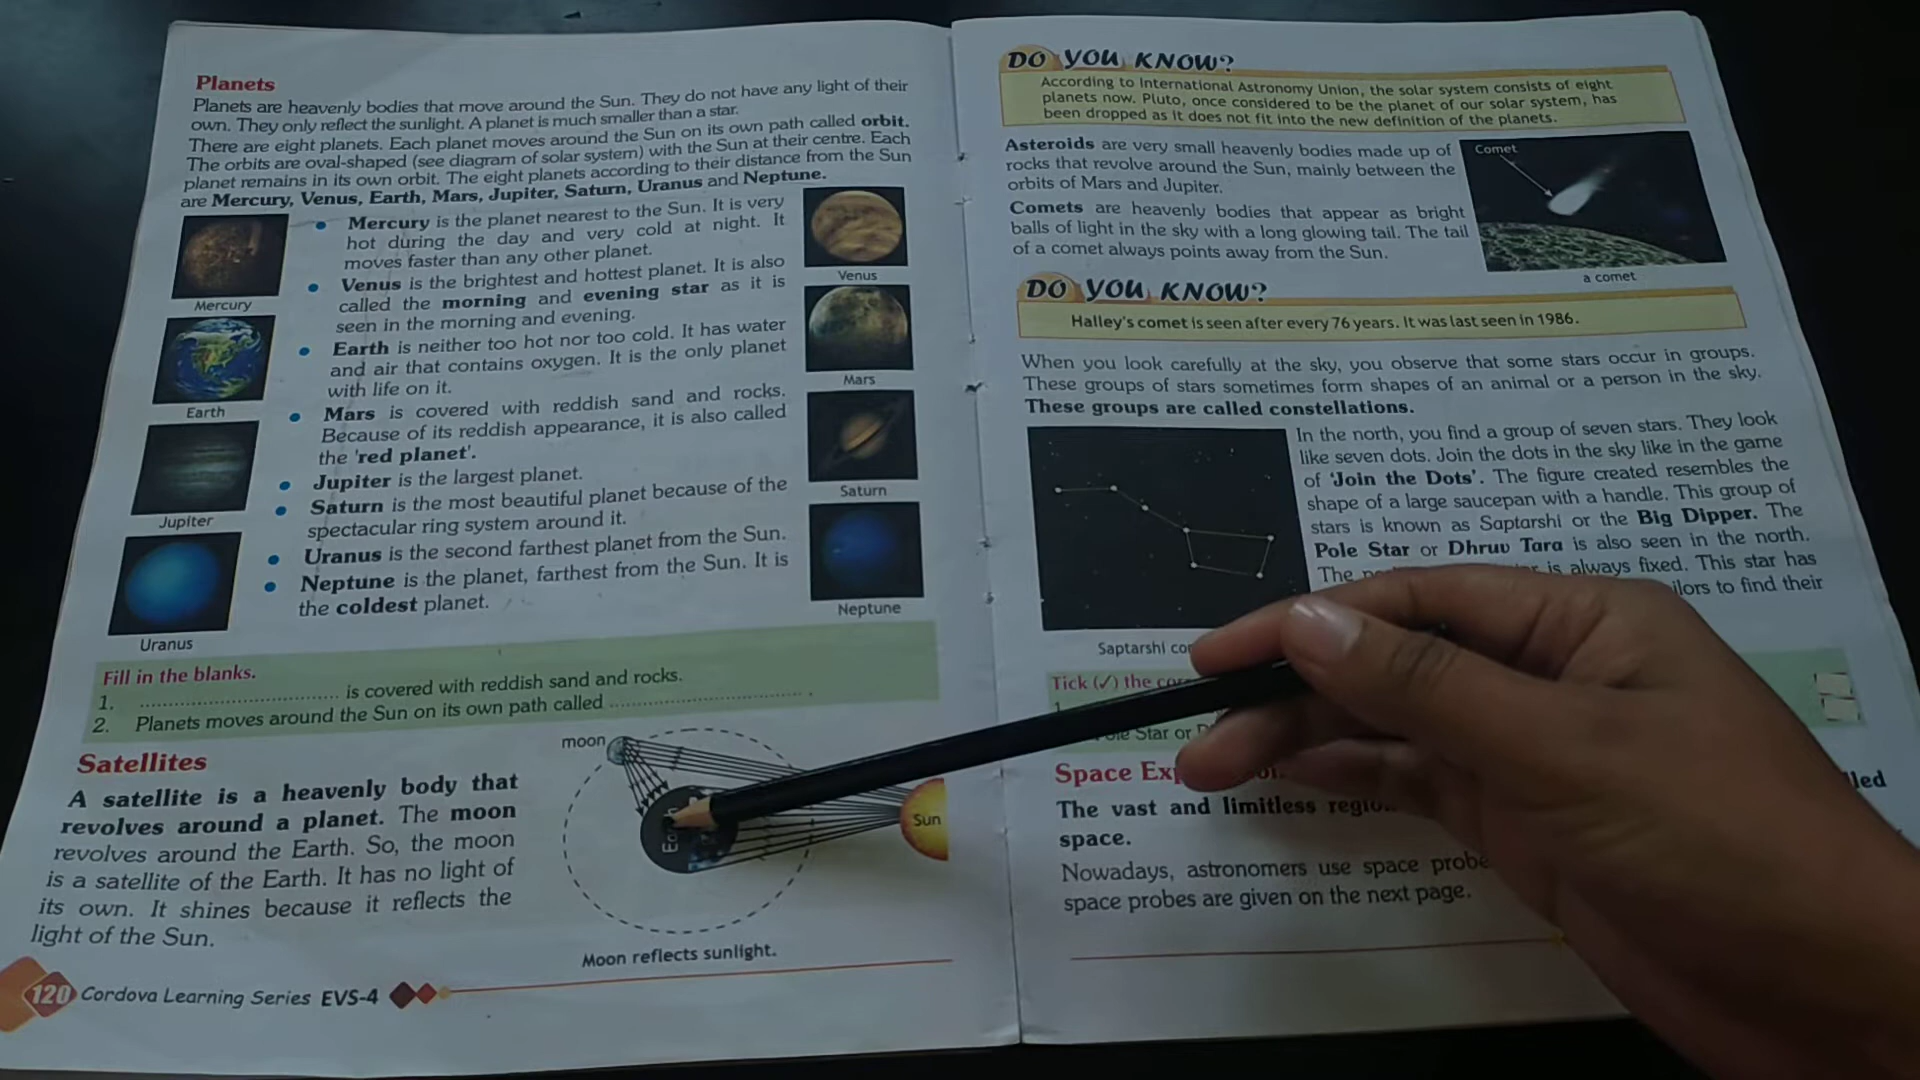 Planets
Planets are heavenly bodies that move around the Sun. They do not have any light of their
own. They only reflect the sunlight. A planet is much smaller than a star.
There are eight planets. Each planet moves around the Sun on its own path called orbit.
The orbits are oval-shaped (see diagram of solar system) with the Sun at their centre. Each
planet remains in its own orbit. The eight planets according to their distance from the Sun
are Mercury, Venus, Earth, Mars, Jupiter, Saturn, Uranus and Neptune.
• Mercury is the planet nearest to the Sun. It is very
hot during the day and very cold at night. It
moves faster than any other planet.
• Venus is the brightest and hottest planet. It is also
called the morning and evening star as it is
seen in the morning and evening.
• Earth is neither too hot nor too cold. It has water
and air that contains oxygen. It is the only planet
with life on it.
• Mars is covered with reddish sand and rocks.
Because of its reddish appearance, it is also called
the 'red planet'.
• Jupiter is the largest planet.
• Saturn is the most beautiful planet because of the
spectacular ring system around it.
• Uranus is the second farthest planet from the Sun.
• Neptune is the planet, farthest from the Sun. It is
the coldest planet.
Mercury
Earth
Jupiter
Uranus
Venus
Mars
Saturn
Neptune
Fill in the blanks.
1. .................................... is covered with reddish sand and rocks.
2. Planets moves around the Sun on its own path called .................................... .
Satellites
A satellite is a heavenly body that
revolves around a planet. The moon
revolves around the Earth. So, the moon
is a satellite of the Earth. It has no light of
its own. It shines because it reflects the
light of the Sun.
moon
Sun
Moon reflects sunlight.
120 Cordova Learning Series EVS-4
DO YOU KNOW?
According to International Astronomy Union, the solar system consists of eight
planets now. Pluto, once considered to be the planet of our solar system, has
been dropped as it does not fit into the new definition of the planets.
Asteroids are very small heavenly bodies made up of
rocks that revolve around the Sun, mainly between the
orbits of Mars and Jupiter.
Comets are heavenly bodies that appear as bright
balls of light in the sky with a long glowing tail. The tail
of a comet always points away from the Sun.
Comet
a comet
DO YOU KNOW?
Halley's comet is seen after every 76 years. It was last seen in 1986.
When you look carefully at the sky, you observe that some stars occur in groups.
These groups of stars sometimes form shapes of an animal or a person in the sky.
These groups are called constellations.
In the north, you find a group of seven stars. They look
like seven dots. Join the dots in the sky like in the game
of 'Join the Dots'. The figure created resembles the
shape of a large saucepan with a handle. This group of
stars is known as Saptarshi or the Big Dipper. The
Pole Star or Dhruv Tara is also seen in the north.
The is always fixed. This star has
to find their
Saptarshi
Tick (✓) the
Star or
Space
The vast and limitless
space.
Nowadays, astronomers use space
space probes are given on the next page.